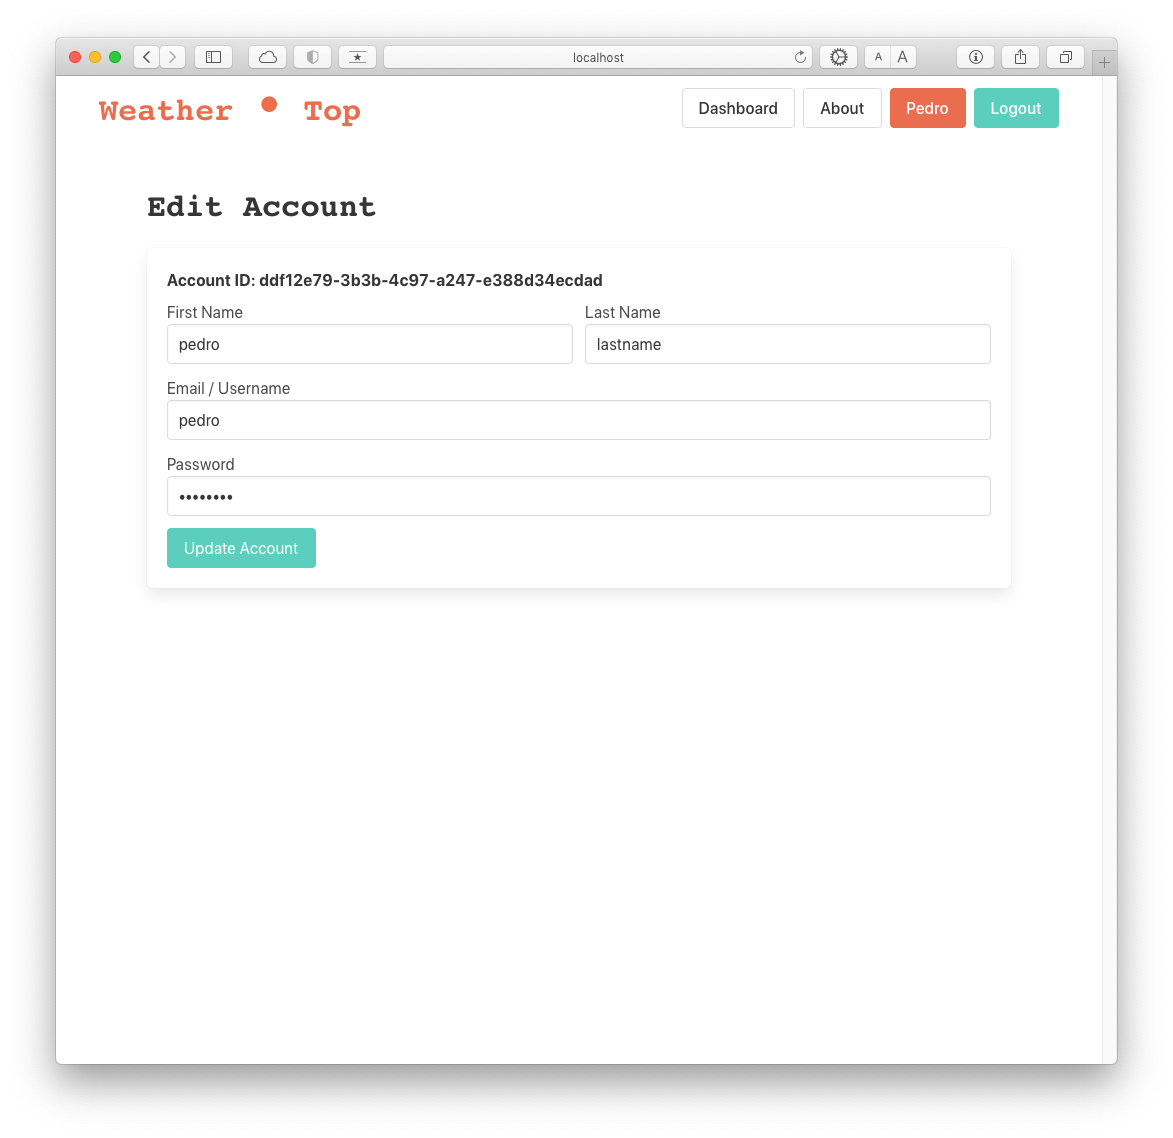 localhost
A A
Weather • Top
Dashboard About Pedro Logout
Edit Account
Account ID: ddf12e79-3b3b-4c97-a247-e388d34ecdad
First Name Last Name
pedro lastname
Email / Username
pedro
Password
••••••••
Update Account